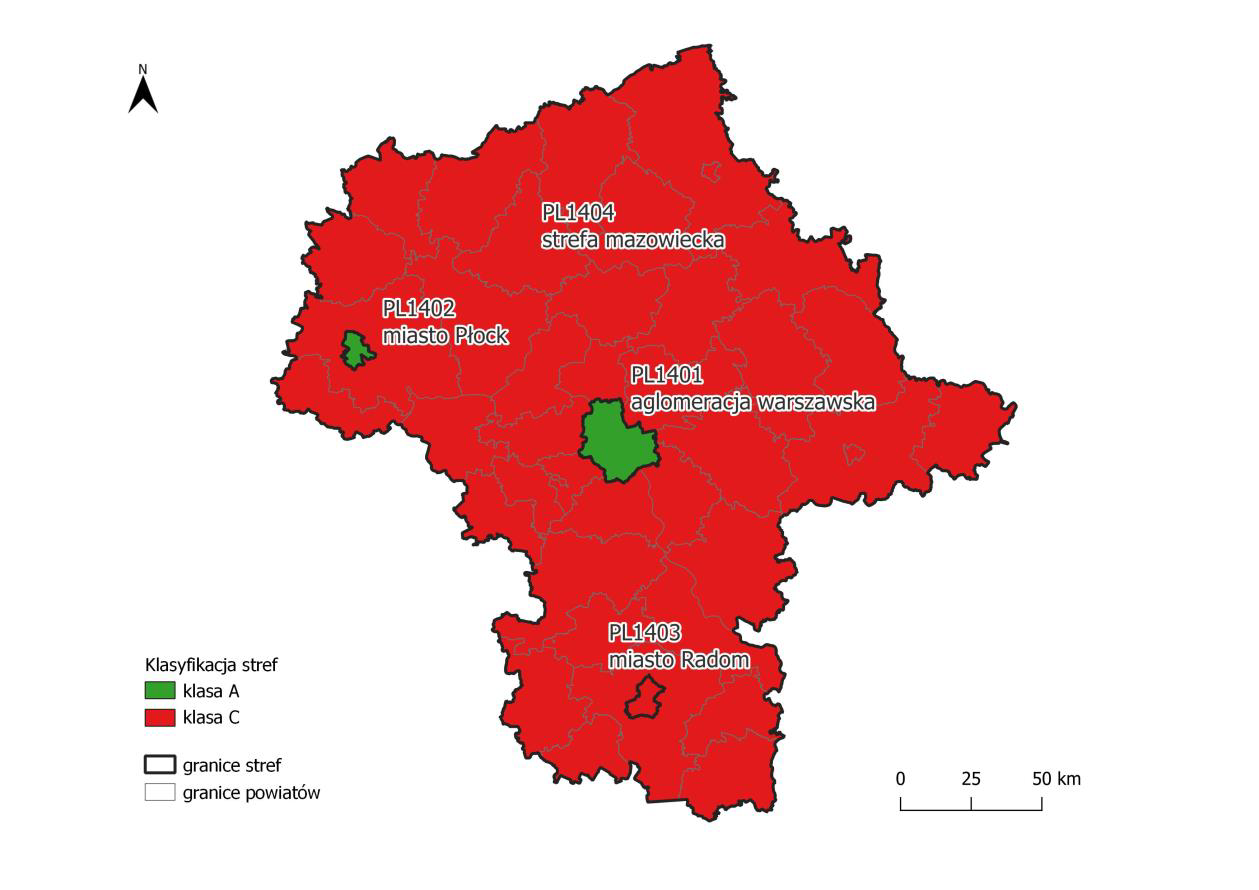 N
PL1404
strefa mazowiecka
PL1402
miasto Płock
PL1401
aglomeracja warszawska
PL1403
miasto Radom
Klasyfikacja stref
klasa A
klasa C
granice stref
granice powiatów
0 25 50 km